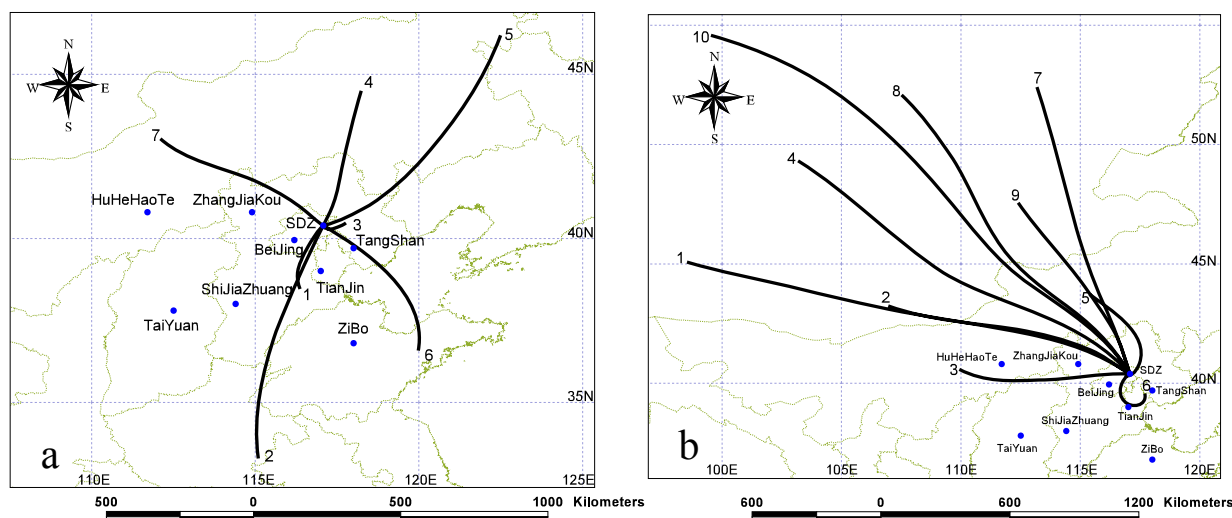 N
W E
S
5
4
45N
7
HuHeHaoTe ZhangJiaKou
SDZ 3
40N
BeiJing TangShan
1 TianJin
ShiJiaZhuang
TaiYuan ZiBo
6
35N
a 2
110E 115E 120E 125E
500 0 500 1000 Kilometers
10
N
W E
S
7
8
50N
4
9
1 45N
2 5
HuHeHaoTe ZhangJiaKou
SDZ
3 40N
BeiJing 6 TangShan
TianJin
ShiJiaZhuang
TaiYuan ZiBo
b
100E 105E 110E 115E 120E
600 0 600 1200 Kilometers